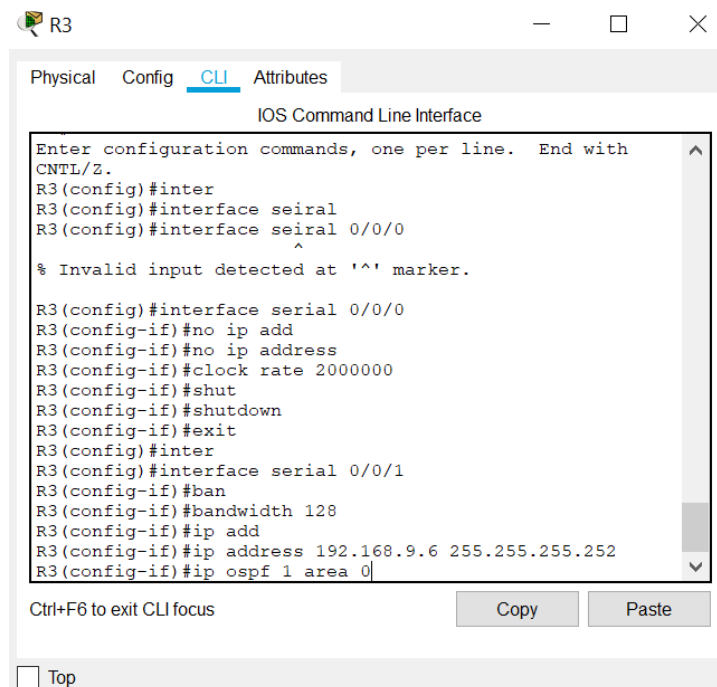 R3
Physical Config CLI Attributes
IOS Command Line Interface
Enter configuration commands, one per line. End with
CNTL/Z.
R3(config)#inter
R3(config)#interface seiral
R3(config)#interface seiral 0/0/0
^
% Invalid input detected at '^' marker.
R3(config)#interface serial 0/0/0
R3(config-if)#no ip add
R3(config-if)#no ip address
R3(config-if)#clock rate 2000000
R3(config-if)#shut
R3(config-if)#shutdown
R3(config-if)#exit
R3(config)#inter
R3(config)#interface serial 0/0/1
R3(config-if)#ban
R3(config-if)#bandwidth 128
R3(config-if)#ip add
R3(config-if)#ip address 192.168.9.6 255.255.255.252
R3(config-if)#ip ospf 1 area 0
Ctrl+F6 to exit CLI focus
Copy
Paste
Top